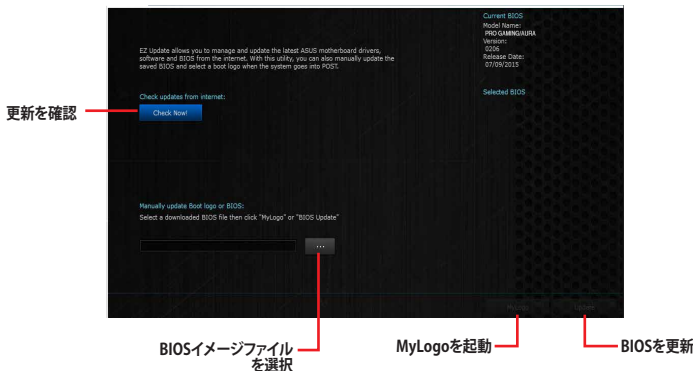 Current BIOS
Model Name:
PRO GAMING/AURA
Version:
0206
Release Date:
07/09/2015
Selected BIOS
EZ Update allows you to manage and update the latest ASUS motherboard drivers,
software and BIOS from the internet. With this utility, you can also manually update the
saved BIOS and select a boot logo when the system goes into POST.
Check updates from internet:
Check Now!
更新を確認
Manually update Boot logo or BIOS:
Select a downloaded BIOS file then click "MyLogo" or "BIOS Update"
...
MyLogo
Update
BIOSイメージファイル
を選択
MyLogoを起動
BIOSを更新